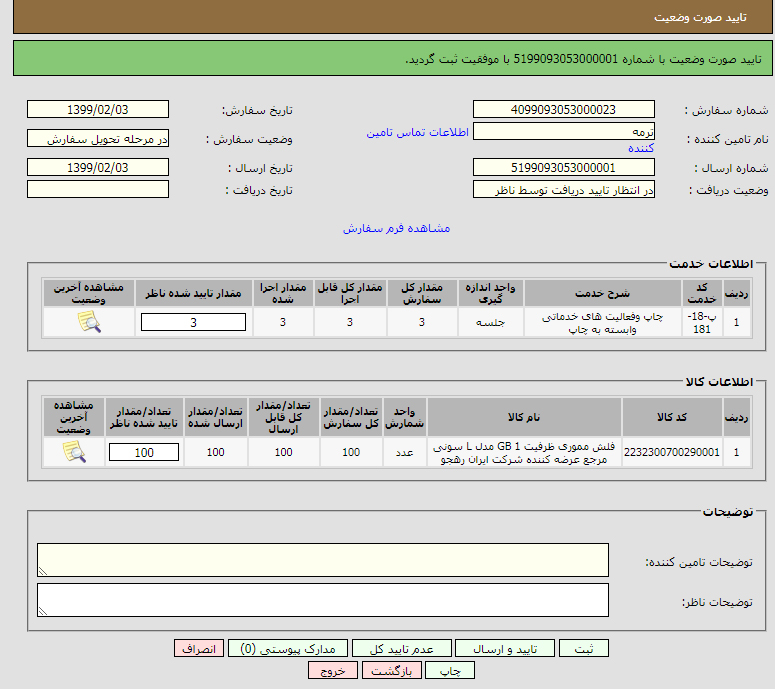 تایید صورت وضعیت
تایید صورت وضعیت با شماره 5199093053000001 با موفقیت ثبت گردید.
شماره سفارش : 4099093053000023 تاریخ سفارش: 1399/02/03
نام تامین کننده : نرمه اطلاعات تماس تامین کننده وضعیت سفارش : در مرحله تحویل سفارش
شماره ارسال : 5199093053000001 تاریخ ارسال : 1399/02/03
وضعیت دریافت : در انتظار تایید دریافت توسط ناظر تاریخ دریافت :
مشاهده فرم سفارش
اطلاعات خدمت
ردیف کد خدمت شرح خدمت واحد اندازه گیری مقدار کل سفارش مقدار کل قابل اجرا مقدار اجرا شده مقدار تایید شده ناظر مشاهده آخرین وضعیت
1 پ-18-181 چاپ وفعالیت های خدماتی وابسته به چاپ جلسه 3 3 3 3
اطلاعات کالا
ردیف کد کالا نام کالا واحد شمارش تعداد/مقدار کل سفارش تعداد/مقدار کل قابل ارسال تعداد/مقدار ارسال شده تعداد/مقدار تایید شده ناظر مشاهده آخرین وضعیت
1 2232300700290001 فلش مموری ظرفیت 1 GB مدل L سونی مرجع عرضه کننده شرکت ایران رهجو عدد 100 100 100 100
توضیحات
توضیحات تامین کننده:
توضیحات ناظر:
ثبت تایید و ارسال عدم تایید کل مدارک پیوستی (0) انصراف
چاپ بازگشت خروج